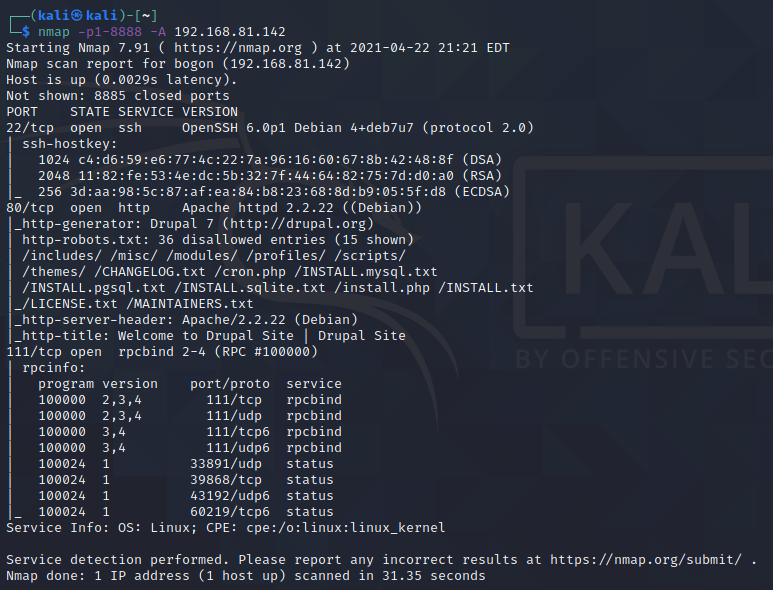 ┌──(kali㉿kali)-[~]
└─$ nmap -p1-8888 -A 192.168.81.142
Starting Nmap 7.91 ( https://nmap.org ) at 2021-04-22 21:21 EDT
Nmap scan report for bogon (192.168.81.142)
Host is up (0.0029s latency).
Not shown: 8885 closed ports
PORT    STATE SERVICE VERSION
22/tcp  open  ssh     OpenSSH 6.0p1 Debian 4+deb7u7 (protocol 2.0)
| ssh-hostkey: 
|   1024 c4:d6:59:e6:77:4c:22:7a:96:16:60:67:8b:42:48:8f (DSA)
|   2048 11:82:fe:53:4e:dc:5b:32:7f:44:64:82:75:7d:d0:a0 (RSA)
|_  256 3d:aa:98:5c:87:af:ea:84:b8:23:68:8d:b9:05:5f:d8 (ECDSA)
80/tcp  open  http    Apache httpd 2.2.22 ((Debian))
|_http-generator: Drupal 7 (http://drupal.org)
| http-robots.txt: 36 disallowed entries (15 shown)
| /includes/ /misc/ /modules/ /profiles/ /scripts/ 
| /themes/ /CHANGELOG.txt /cron.php /INSTALL.mysql.txt 
| /INSTALL.pgsql.txt /INSTALL.sqlite.txt /install.php /INSTALL.txt 
|_/LICENSE.txt /MAINTAINERS.txt
|_http-server-header: Apache/2.2.22 (Debian)
|_http-title: Welcome to Drupal Site | Drupal Site
111/tcp open  rpcbind 2-4 (RPC #100000)
| rpcinfo: 
|   program version    port/proto  service
|   100000  2,3,4        111/tcp   rpcbind
|   100000  2,3,4        111/udp   rpcbind
|   100000  3,4          111/tcp6  rpcbind
|   100000  3,4          111/udp6  rpcbind
|   100024  1          33891/udp   status
|   100024  1          39868/tcp   status
|   100024  1          43192/udp6  status
|_  100024  1          60219/tcp6  status
Service Info: OS: Linux; CPE: cpe:/o:linux:linux_kernel

Service detection performed. Please report any incorrect results at https://nmap.org/submit/ .
Nmap done: 1 IP address (1 host up) scanned in 31.35 seconds
KAL
BY OFFENSIVE SEC